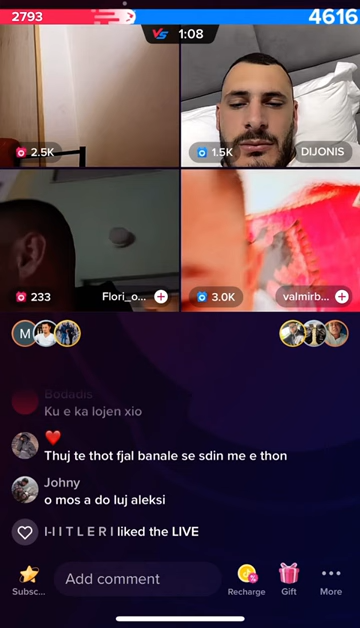 2793
4616
VS 1:08
2.5K
1.5K
DIJONIS
233
Flori_o...
3.0K
valmirb...
M
Bodadis
Ku e ka lojen xio
❤️
Thuj te thot fjal banale se sdin me e thon
Johny
o mos a do luj aleksi
I-I I T L E R I liked the LIVE
Subsc...
Add comment
Recharge
Gift
More